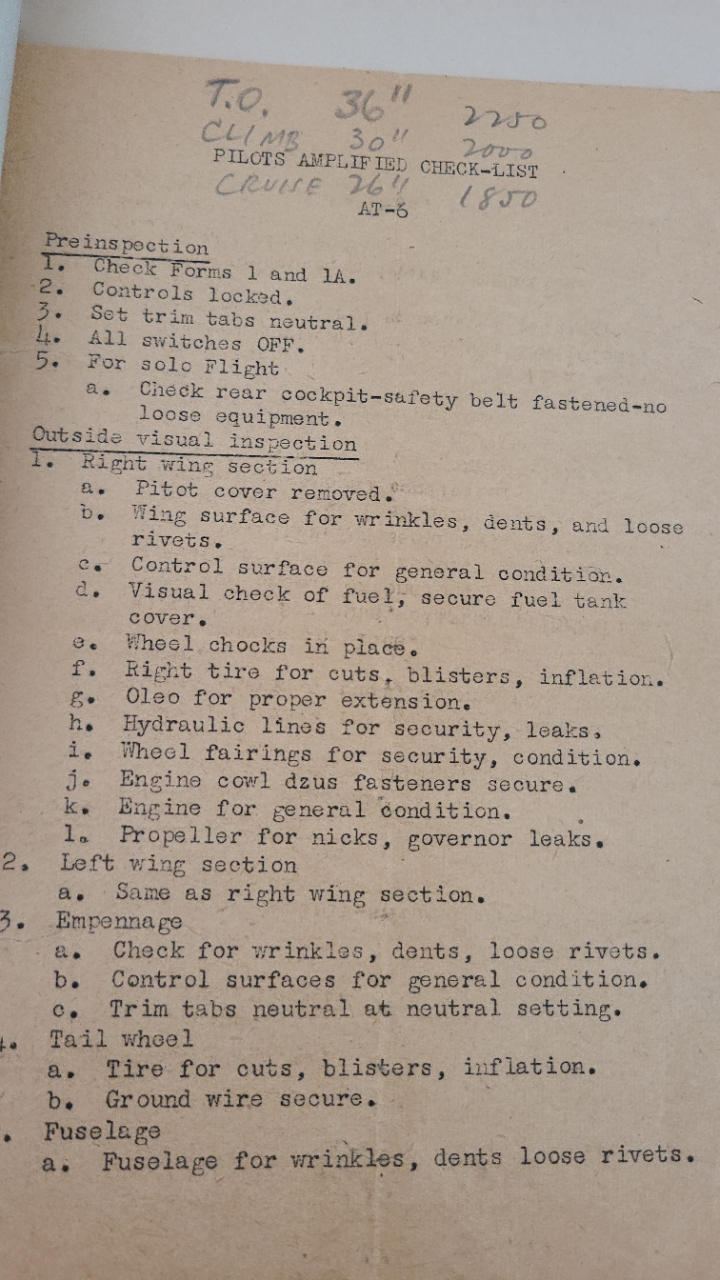 T.O. 36" 2250
CLIMB 30" 2000
PILOTS AMPLIFIED CHECK-LIST
CRUISE 26" 1850
AT-6
Preinspection
1. Check Forms 1 and 1A.
2. Controls locked.
3. Set trim tabs neutral.
4. All switches OFF.
5. For solo Flight
a. Check rear cockpit-safety belt fastened-no
loose equipment.
Outside visual inspection
1. Right wing section
a. Pitot cover removed.
b. Wing surface for wrinkles, dents, and loose
rivets.
c. Control surface for general condition.
d. Visual check of fuel, secure fuel tank
cover.
e. Wheel chocks in place.
f. Right tire for cuts, blisters, inflation.
g. Oleo for proper extension.
h. Hydraulic lines for security, leaks.
i. Wheel fairings for security, condition.
j. Engine cowl dzus fasteners secure.
k. Engine for general condition.
l. Propeller for nicks, governor leaks.
2. Left wing section
a. Same as right wing section.
3. Empennage
a. Check for wrinkles, dents, loose rivets.
b. Control surfaces for general condition.
c. Trim tabs neutral at neutral setting.
4. Tail wheel
a. Tire for cuts, blisters, inflation.
b. Ground wire secure.
. Fuselage
a. Fuselage for wrinkles, dents loose rivets.